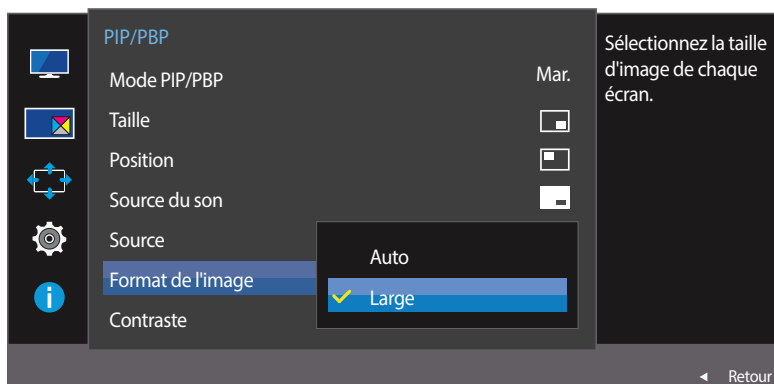 PIP/PBP
Mode PIP/PBP Mar.
Taille
Position
Source du son
Source
Format de l'image
Contraste
Auto
Large
Sélectionnez la taille
d'image de chaque
écran.
Retour